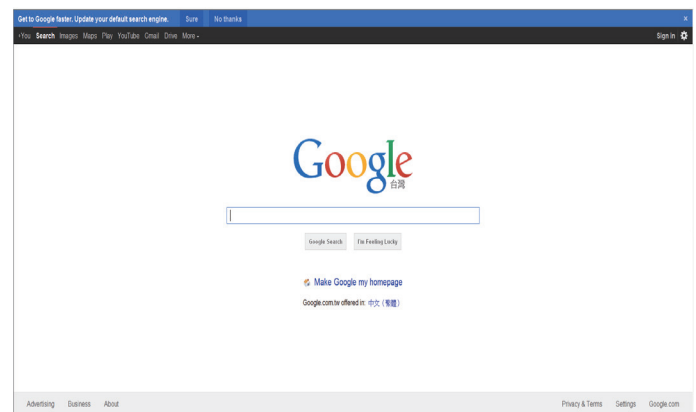 Get to Google faster. Update your default search engine. Sure No thanks ×
+You Search Images Maps Play YouTube Gmail Drive More Sign in
Google
台灣
Google Search I'm Feeling Lucky
Make Google my homepage
Google.com.tw offered in: 中文（繁體）
Advertising Business About Privacy & Terms Settings Google.com